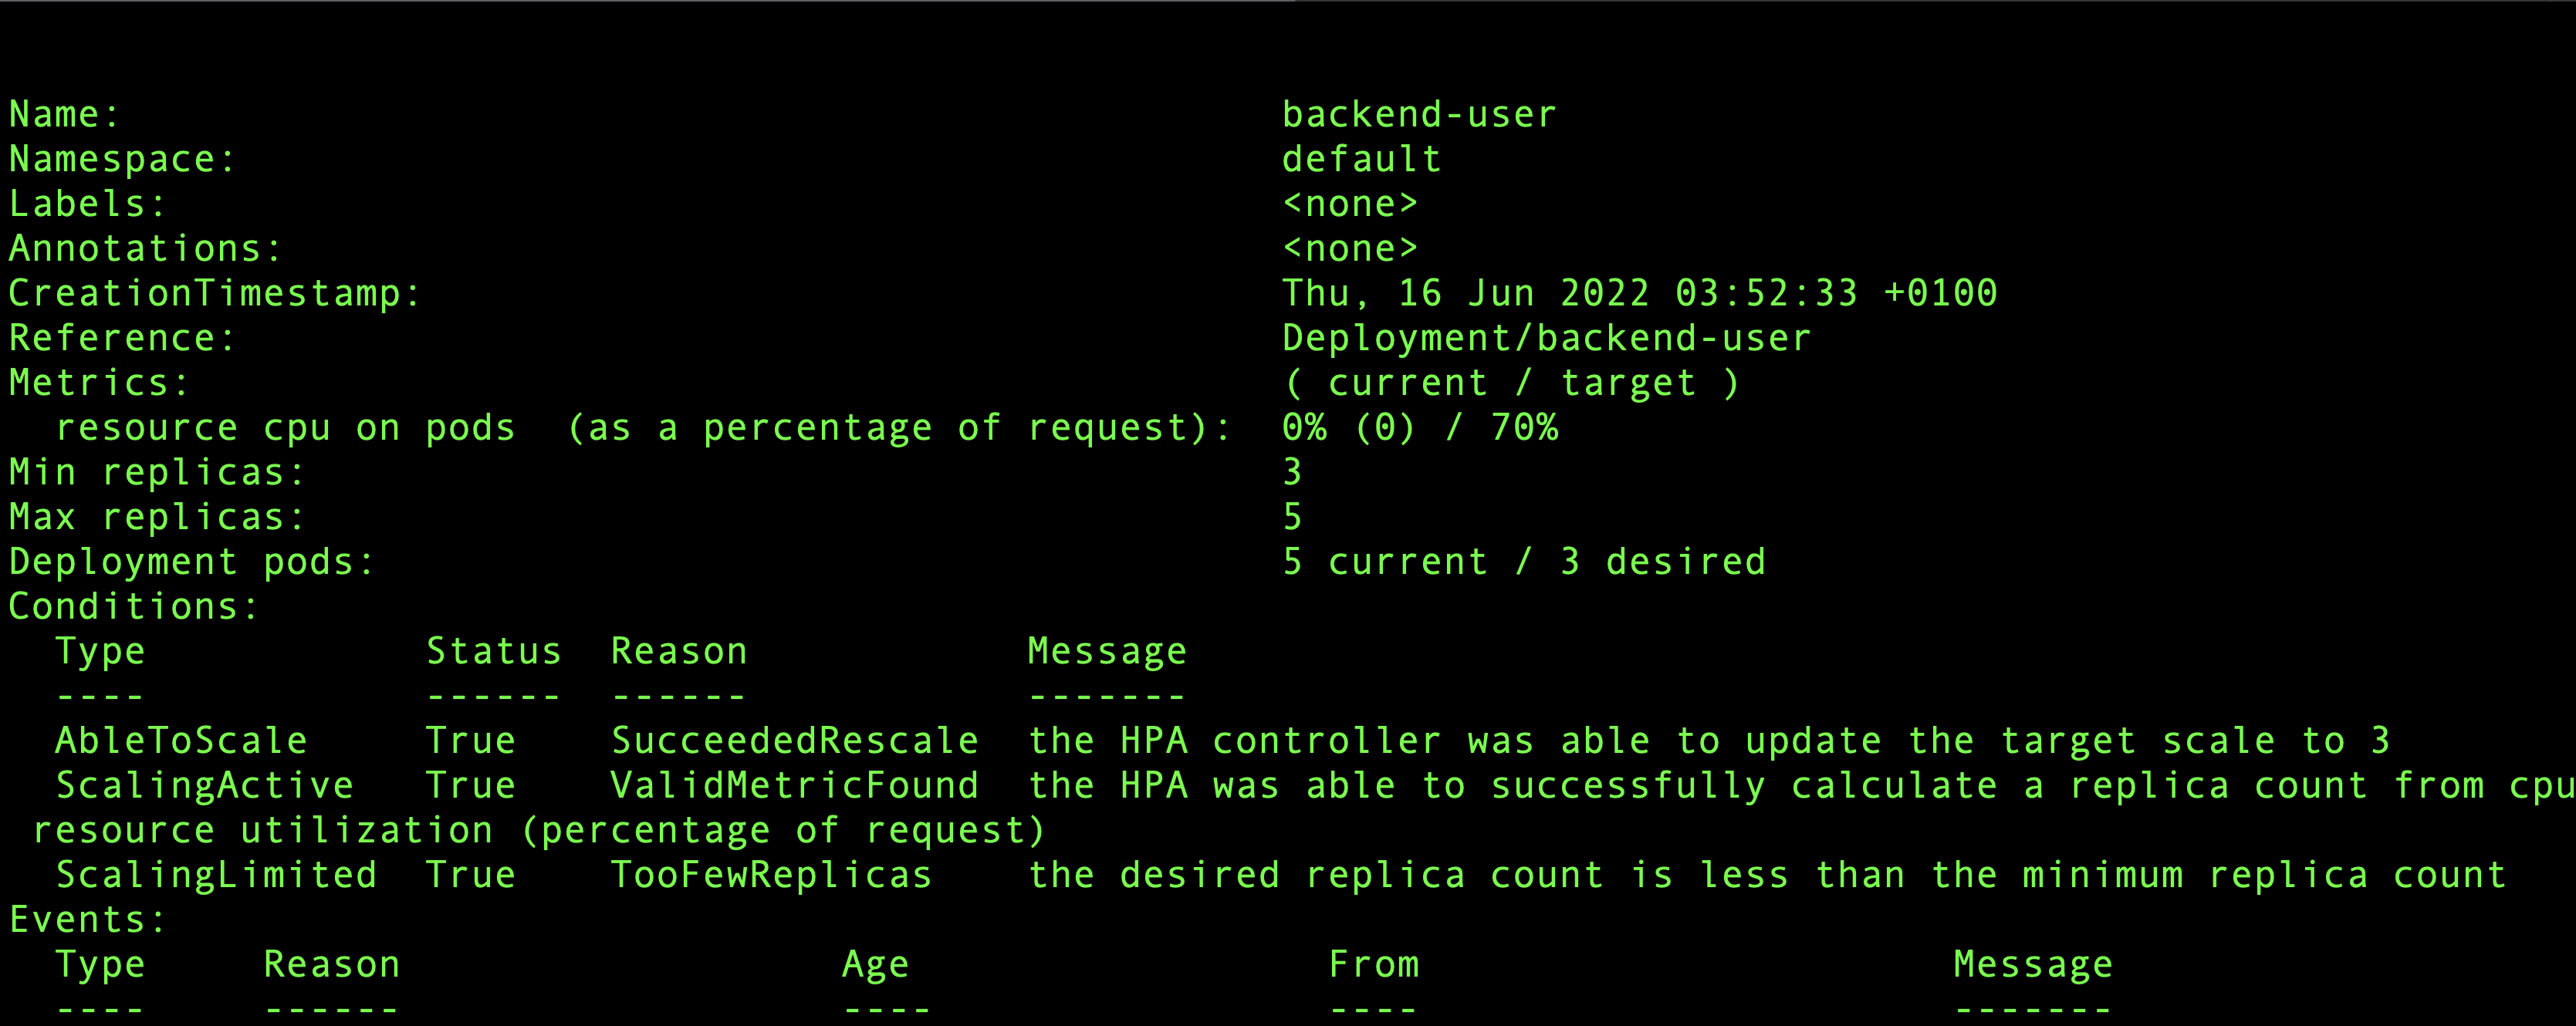 Name:                                                  backend-user
Namespace:                                             default
Labels:                                                <none>
Annotations:                                           <none>
CreationTimestamp:                                     Thu, 16 Jun 2022 03:52:33 +0100
Reference:                                             Deployment/backend-user
Metrics:                                               ( current / target )
  resource cpu on pods  (as a percentage of request):  0% (0) / 70%
Min replicas:                                          3
Max replicas:                                          5
Deployment pods:                                       5 current / 3 desired
Conditions:
  Type            Status  Reason            Message
  ----            ------  ------            -------
  AbleToScale     True    SucceededRescale  the HPA controller was able to update the target scale to 3
  ScalingActive   True    ValidMetricFound  the HPA was able to successfully calculate a replica count from cpu
 resource utilization (percentage of request)
  ScalingLimited  True    TooFewReplicas    the desired replica count is less than the minimum replica count
Events:
  Type     Reason                   Age                  From                       Message
  ----     ------                   ----                 ----                       -------